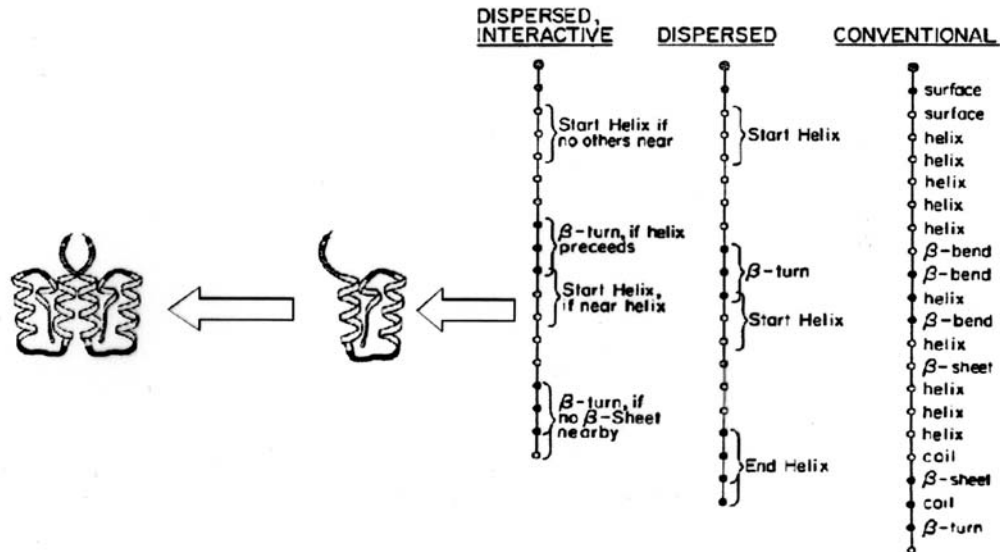 DISPERSED,
INTERACTIVE
Start Helix if
no others near
β-turn, if helix
preceeds
Start Helix,
if near helix
β-turn, if
no β-Sheet
nearby
DISPERSED
Start Helix
β-turn
Start Helix
End Helix
CONVENTIONAL
surface
surface
helix
helix
helix
helix
helix
β-bend
β-bend
helix
β-bend
helix
β-sheet
helix
helix
helix
coil
β-sheet
coil
β-turn